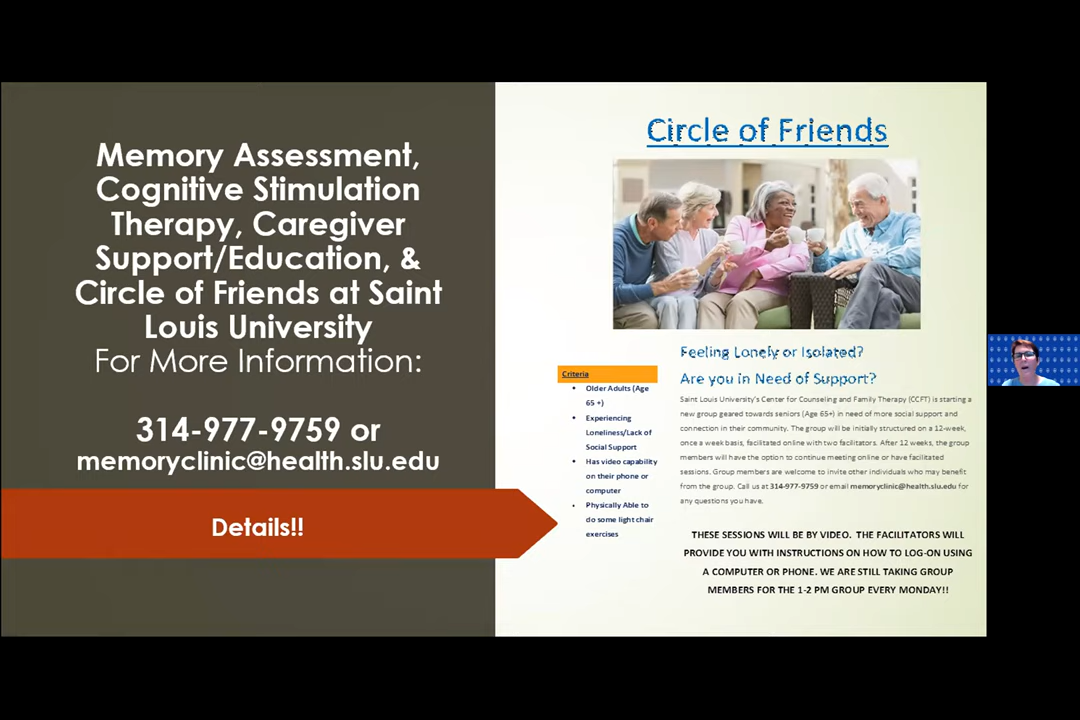 Memory Assessment,
Cognitive Stimulation
Therapy, Caregiver
Support/Education, &
Circle of Friends at Saint
Louis University
For More Information:
314-977-9759 or
memoryclinic@health.slu.edu
Details!!
Circle of Friends
Criteria
• Older Adults (Age
65 +)
• Experiencing
Loneliness/Lack of
Social Support
• Has video capability
on their phone or
computer
• Physically Able to
do some light chair
exercises
Feeling Lonely or Isolated?
Are you in Need of Support?
Saint Louis University's Center for Counseling and Family Therapy (CCFT) is starting a
new group geared towards seniors (Age 65+) in need of more social support and
connection in their community. The group will be initially structured on a 12-week,
once a week basis, facilitated online with two facilitators. After 12 weeks, the group
members will have the option to continue meeting online or have facilitated
sessions. Group members are welcome to invite other individuals who may benefit
from the group. Call us at 314-977-9759 or email memoryclinic@health.slu.edu for
any questions you have.
THESE SESSIONS WILL BE BY VIDEO. THE FACILITATORS WILL
PROVIDE YOU WITH INSTRUCTIONS ON HOW TO LOG-ON USING
A COMPUTER OR PHONE. WE ARE STILL TAKING GROUP
MEMBERS FOR THE 1-2 PM GROUP EVERY MONDAY!!